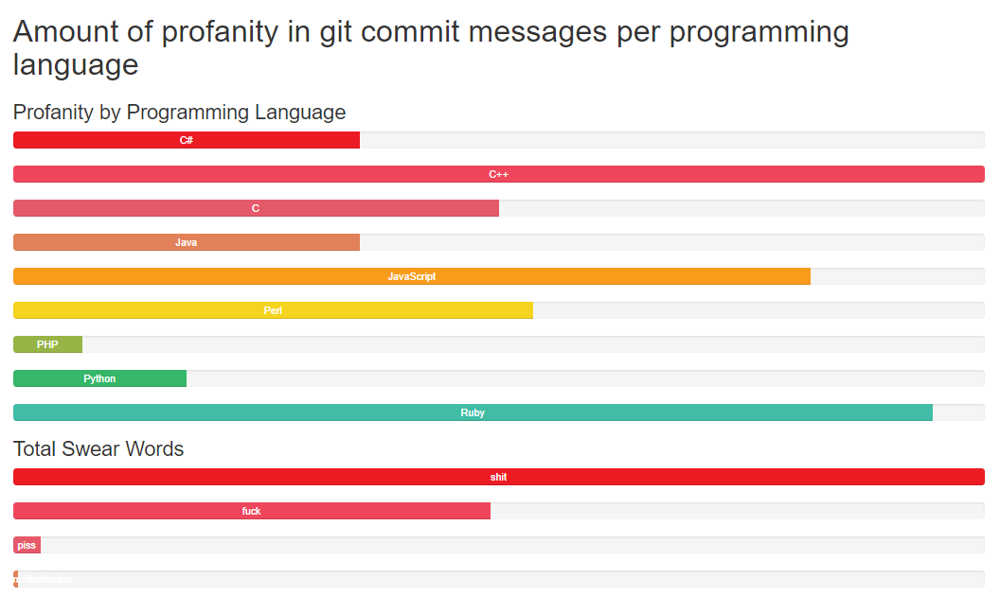 Amount of profanity in git commit messages per programming
language
Profanity by Programming Language
C#
C++
C
Java
JavaScript
Perl
PHP
Python
Ruby
Total Swear Words
shit
fuck
piss
motherfucker